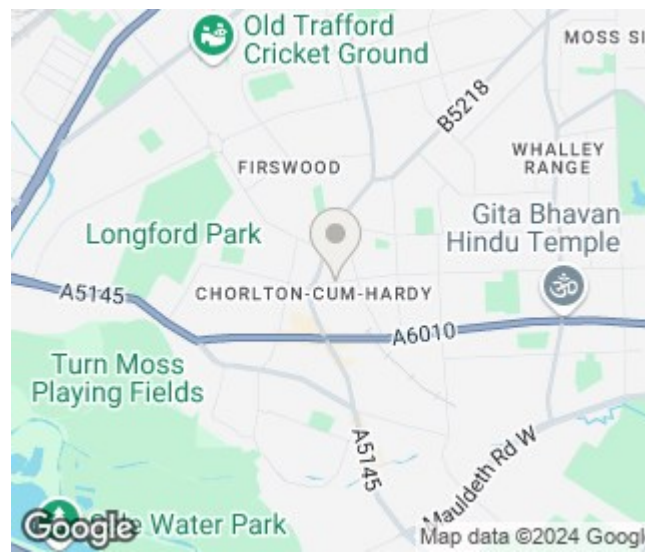 Old Trafford
Cricket Ground
MOSS SI
B5218
FIRSWOOD
WHALLEY
RANGE
Longford Park
Gita Bhavan
Hindu Temple
A5145
CHORLTON-CUM-HARDY
A6010
Turn Moss
Playing Fields
A5145
Mauldeth Rd W
Google
Water Park
Map data ©2024 Google